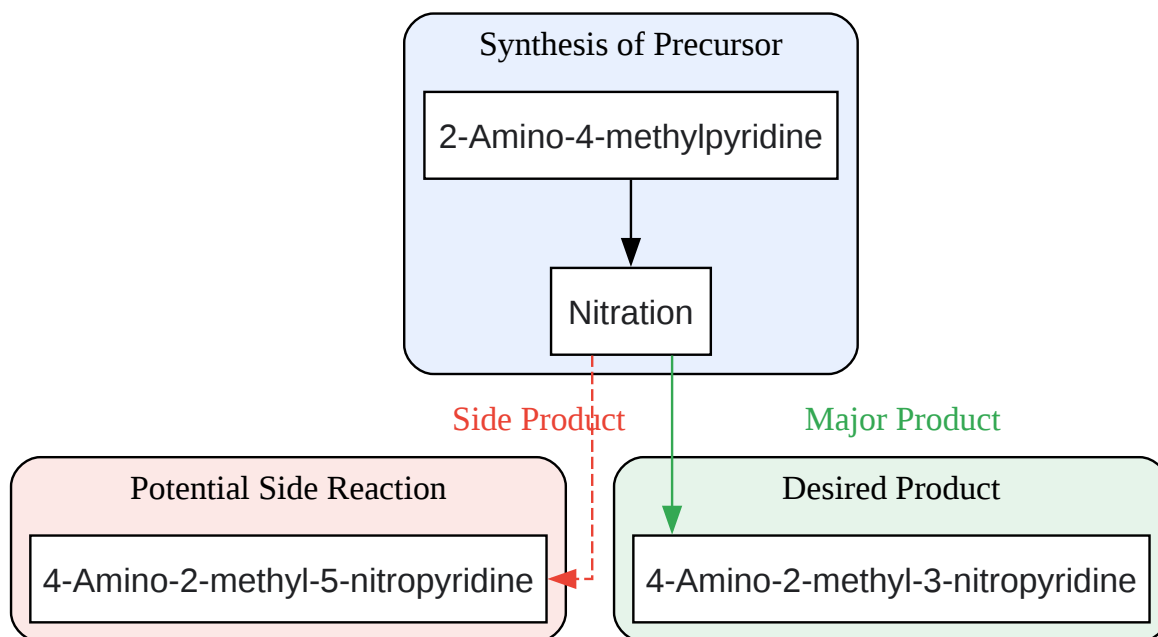 Synthesis of Precursor
2-Amino-4-methylpyridine
Nitration
Side Product
Major Product
Potential Side Reaction
4-Amino-2-methyl-5-nitropyridine
Desired Product
4-Amino-2-methyl-3-nitropyridine